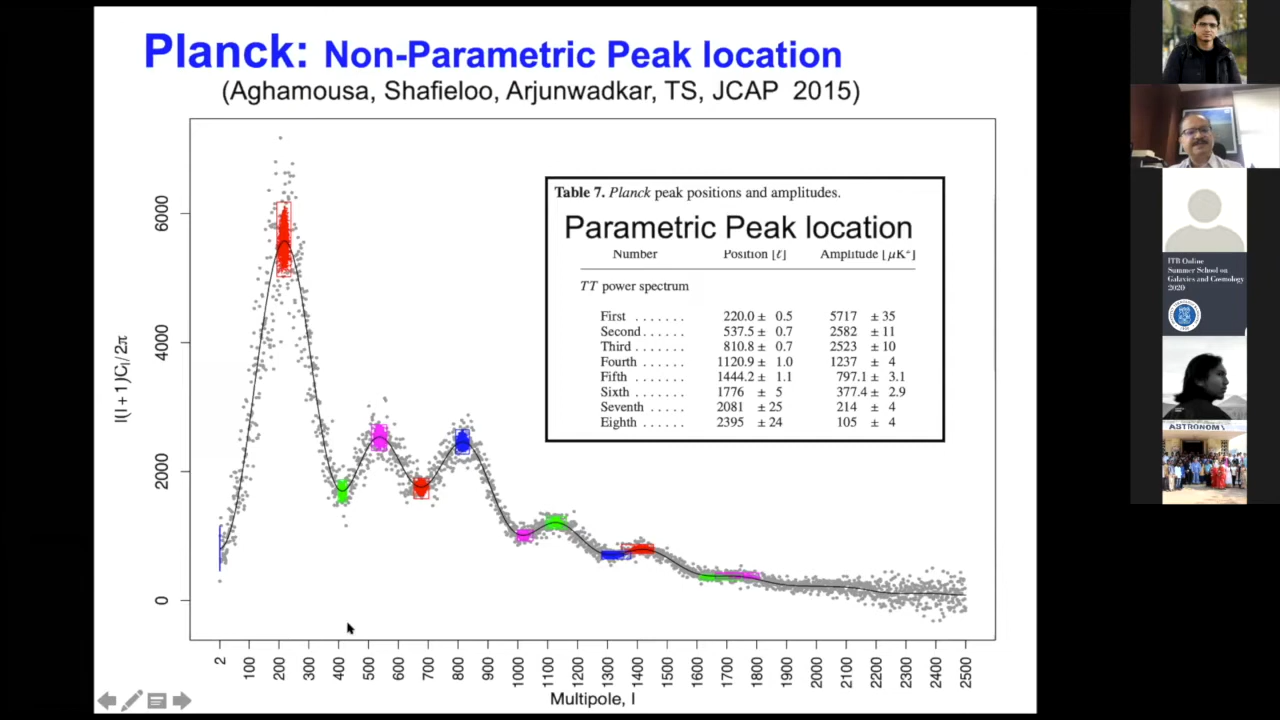 Planck: Non-Parametric Peak location
(Aghamousa, Shafieloo, Arjunwadkar, TS, JCAP 2015)
Table 7. Planck peak positions and amplitudes.
Parametric Peak location
Number Position [ℓ] Amplitude [μK²]
TT power spectrum
First ....... 220.0 ± 0.5 5717 ± 35
Second ...... 537.5 ± 0.7 2582 ± 11
Third ....... 810.8 ± 0.7 2523 ± 10
Fourth ...... 1120.9 ± 1.0 1237 ± 4
Fifth ....... 1444.2 ± 1.1 797.1 ± 3.1
Sixth ....... 1776 ± 5 377.4 ± 2.9
Seventh ..... 2081 ± 25 214 ± 4
Eighth ...... 2395 ± 24 105 ± 4
l(l + 1)Cl/2π
6000
4000
2000
0
2 100 200 300 400 500 600 700 800 900 1000 1100 1200 1300 1400 1500 1600 1700 1800 1900 2000 2100 2200 2300 2400 2500
Multipole, l
ITB Online
Summer School on
Galaxies and Cosmology
2020
ASTRONOMY